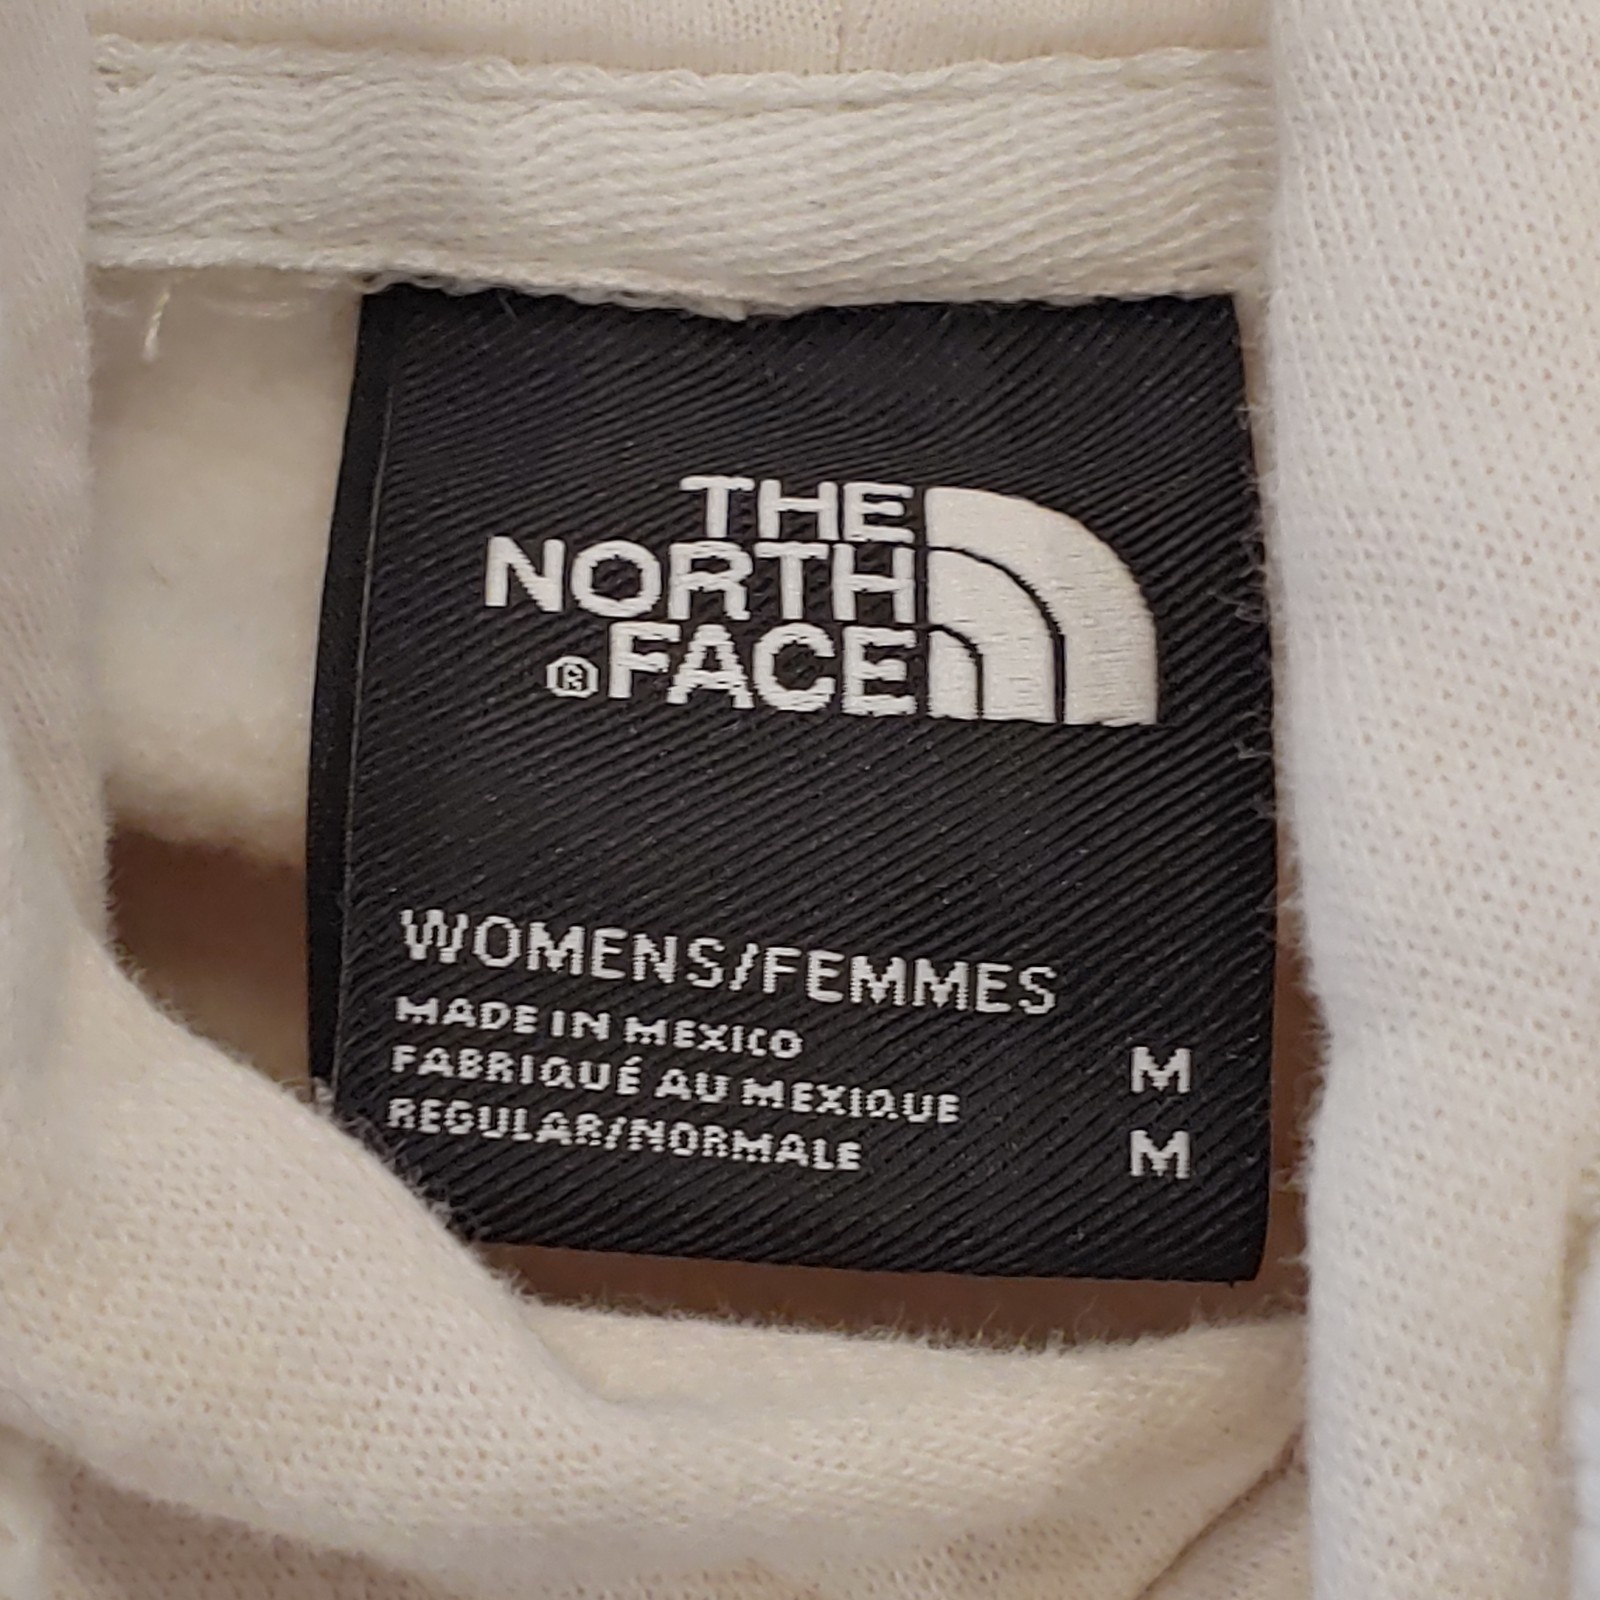 THE
NORTH
®FACE
WOMENS/FEMMES
MADE IN MEXICO
FABRIQUÉ AU MEXIQUE M
REGULAR/NORMALE M